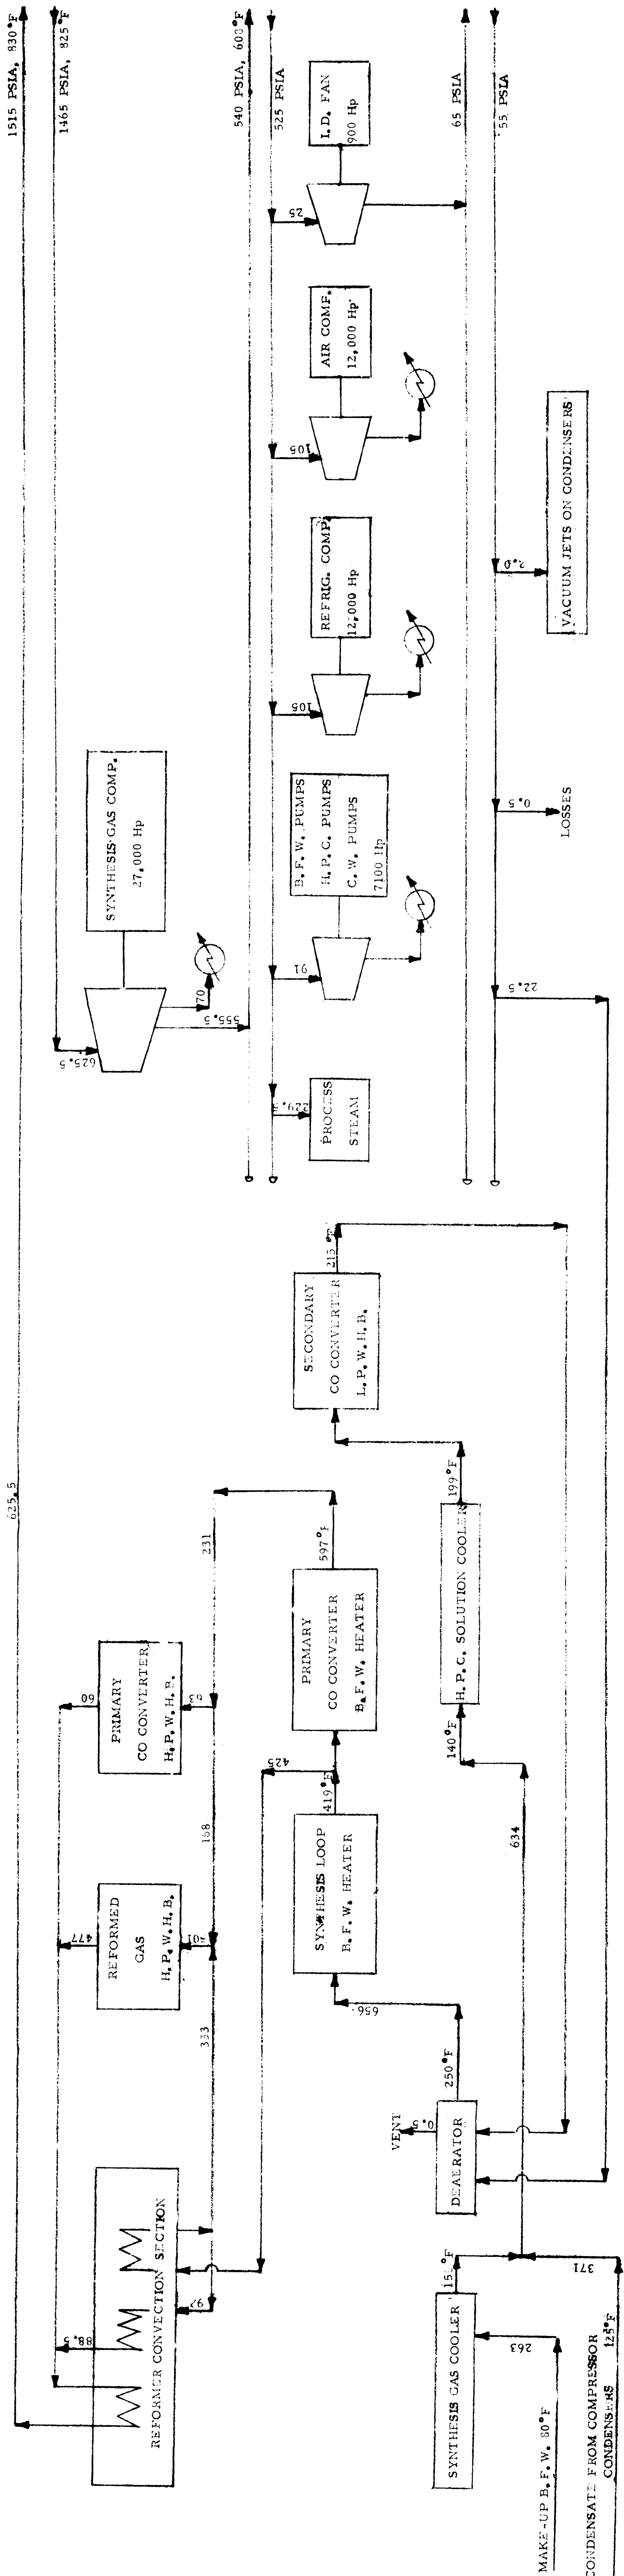 1515 PSIA, 830°F
1465 PSIA, 825°F
540 PSIA, 600°F
525 PSIA
65 PSIA
55 PSIA
I.D. FAN
900 Hp
25
AIR COMP.
12,000 Hp
105
REFRIG. COMP.
12,000 Hp
105
VACUUM JETS ON CONDENSERS
2.0
SYNTHESIS GAS COMP.
27,000 Hp
625.5
70
555.5
B.F.W. PUMPS
H.P.C. PUMPS
C.W. PUMPS
7100 Hp
91
0.5
LOSSES
22.5
PROCESS
STEAM
625.5
SECONDARY
CO CONVERTER
L.P.W.H.B.
215°F
199°F
H.P.C. SOLUTION COOLER
140°F
634
231
597°F
PRIMARY
CO CONVERTER
B.F.W. HEATER
PRIMARY
CO CONVERTER
H.P.W.H.B.
60
63
425
419°F
168
SYNTHESIS LOOP
B.F.W. HEATER
REFORMED
GAS
H.P.W.H.B.
477
333
656
250°F
DEAERATOR
VENT
0.5
REFORMER CONVECTION SECTION
88.5
SYNTHESIS GAS COOLER
263
371
MAKE-UP B.F.W. 80°F
CONDENSATE FROM COMPRESSOR
CONDENSERS 125°F